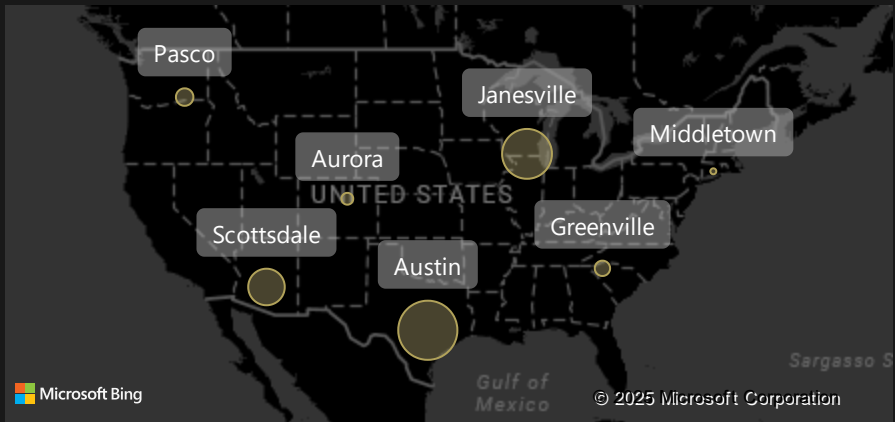 Pasco
Janesville
Middletown
Aurora
UNITED STATES
Scottsdale
Greenville
Austin
Sargasso S
Gulf of
Mexico
Microsoft Bing
© 2025 Microsoft Corporation